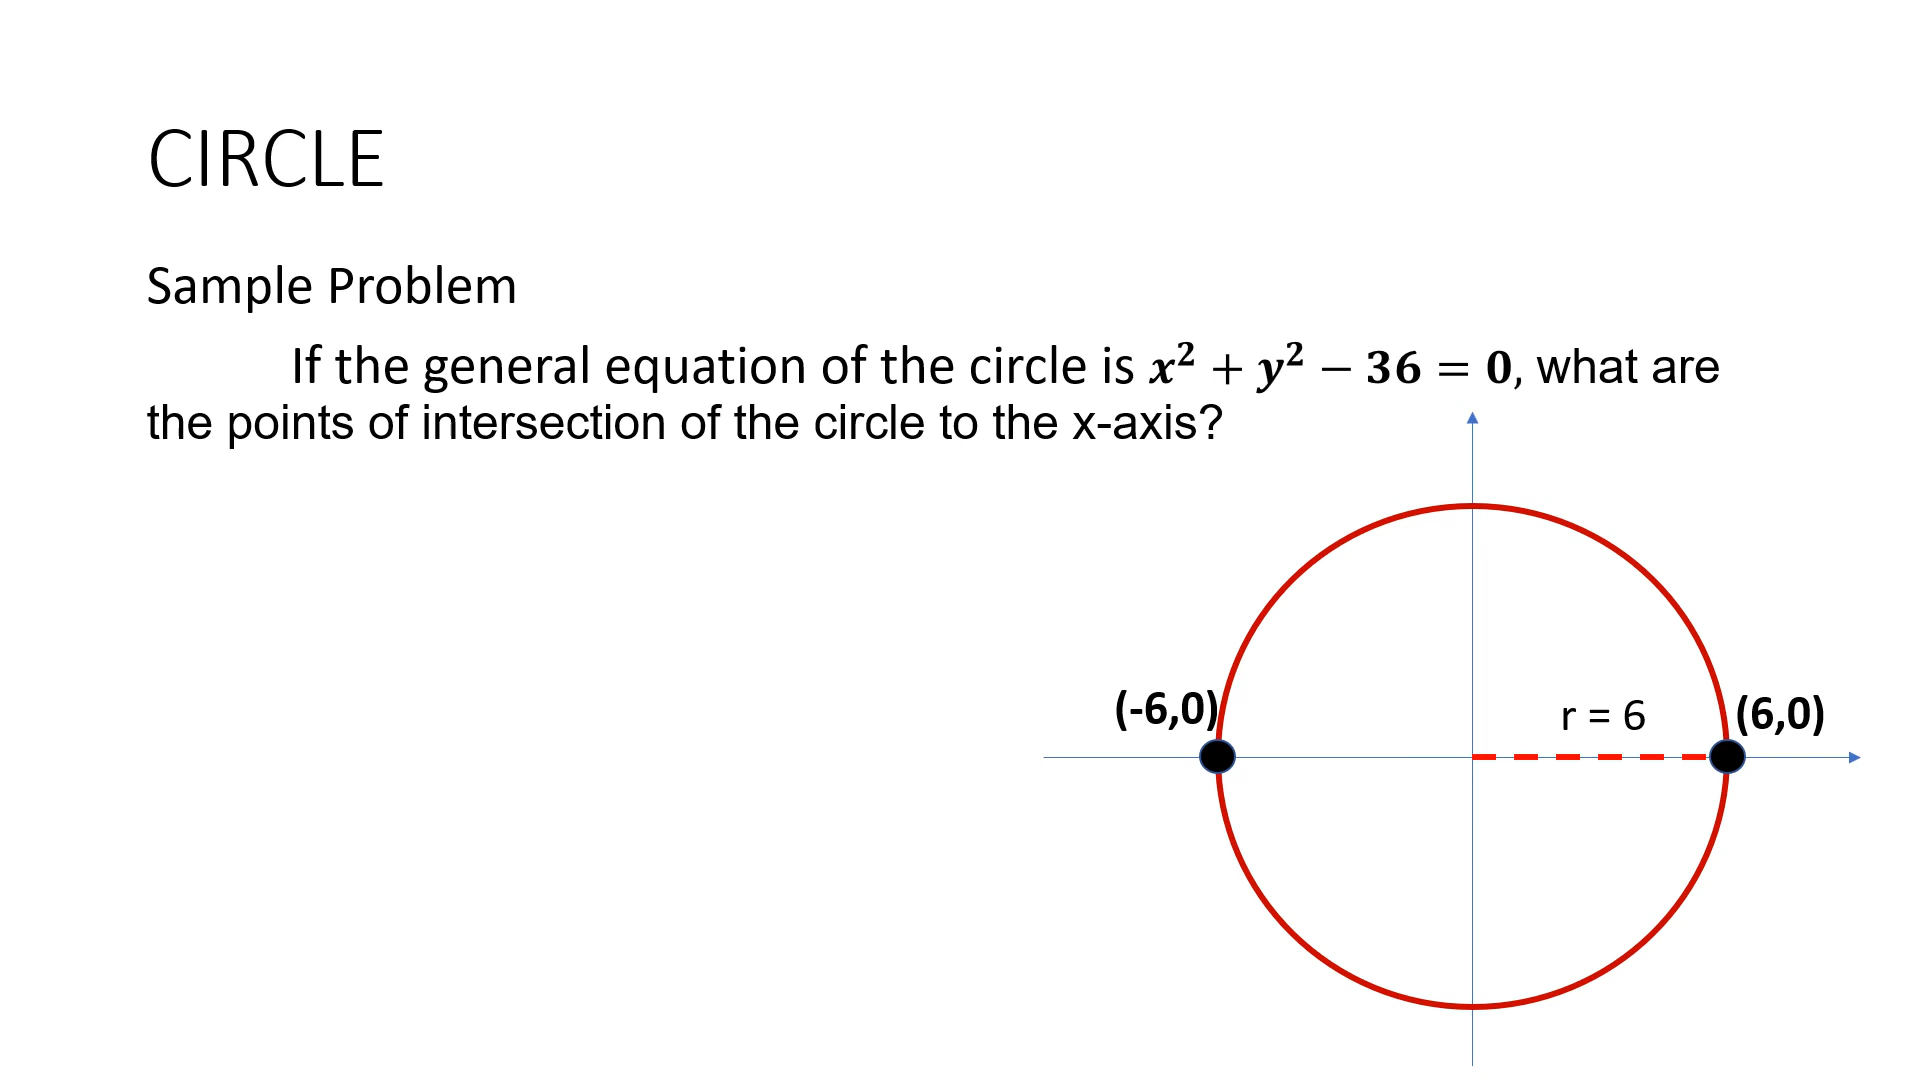 CIRCLE
Sample Problem
If the general equation of the circle is 𝒙² + 𝒚² − 𝟑𝟔 = 𝟎, what are
the points of intersection of the circle to the x-axis?
(-6,0)
r = 6
(6,0)